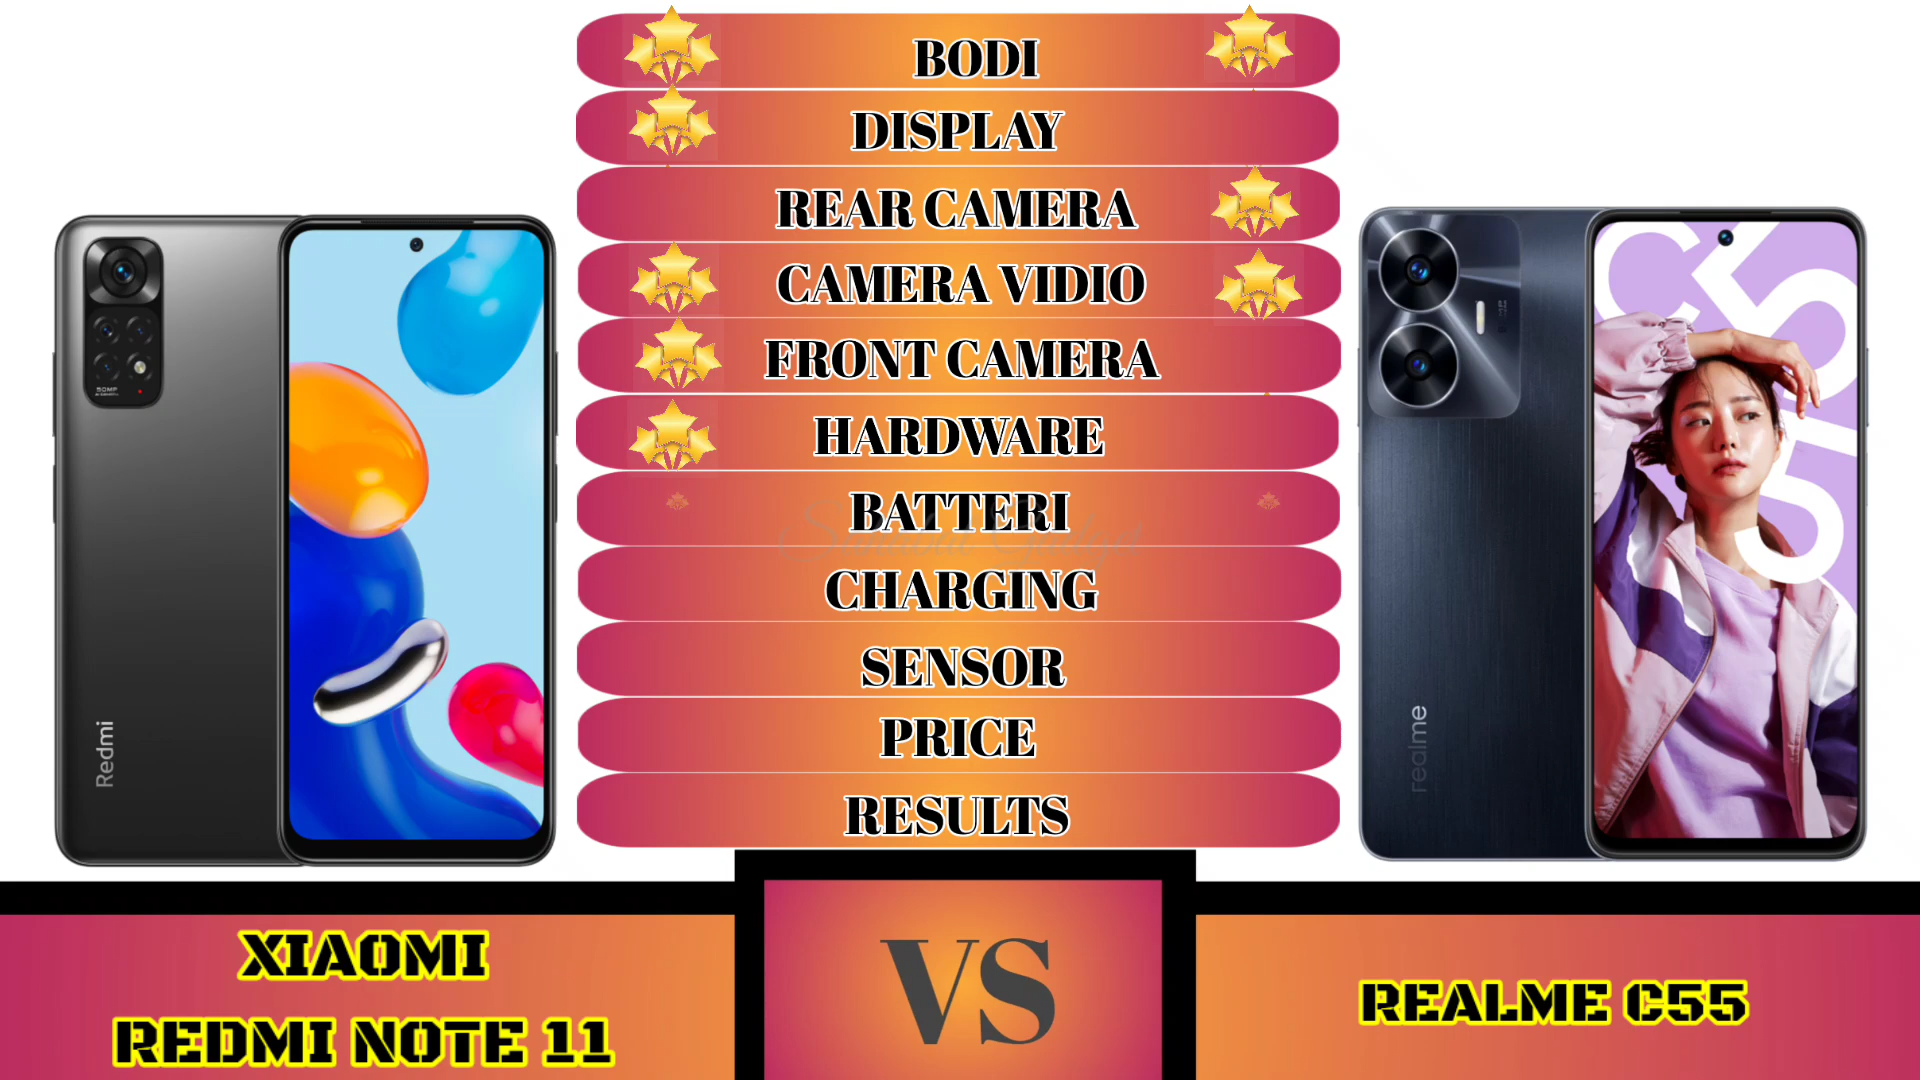 BODI
DISPLAY
REAR CAMERA
CAMERA VIDIO
FRONT CAMERA
HARDWARE
BATTERI
CHARGING
SENSOR
PRICE
RESULTS
50MP
Redmi
C55
realme
XIAOMI
REDMI NOTE 11
VS
REALME C55